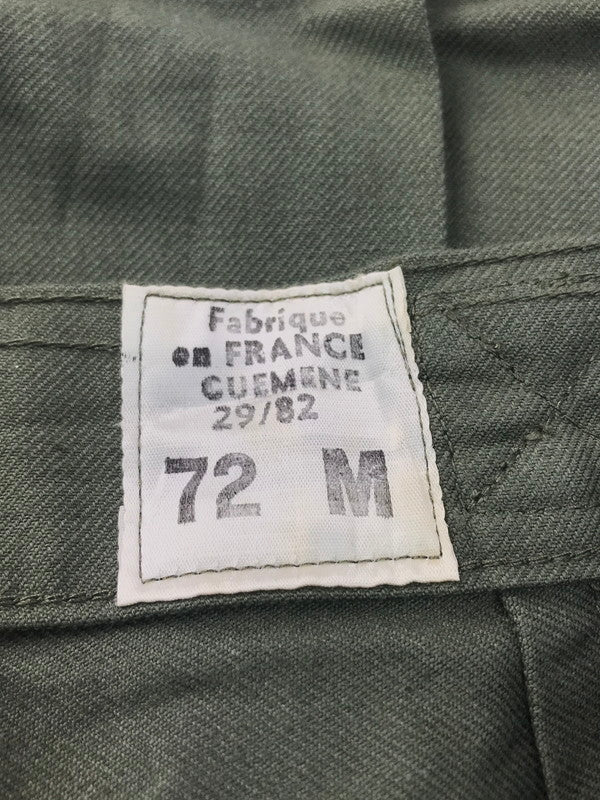 Fabrique
en FRANCE
GUEMENE
29/82
72 M